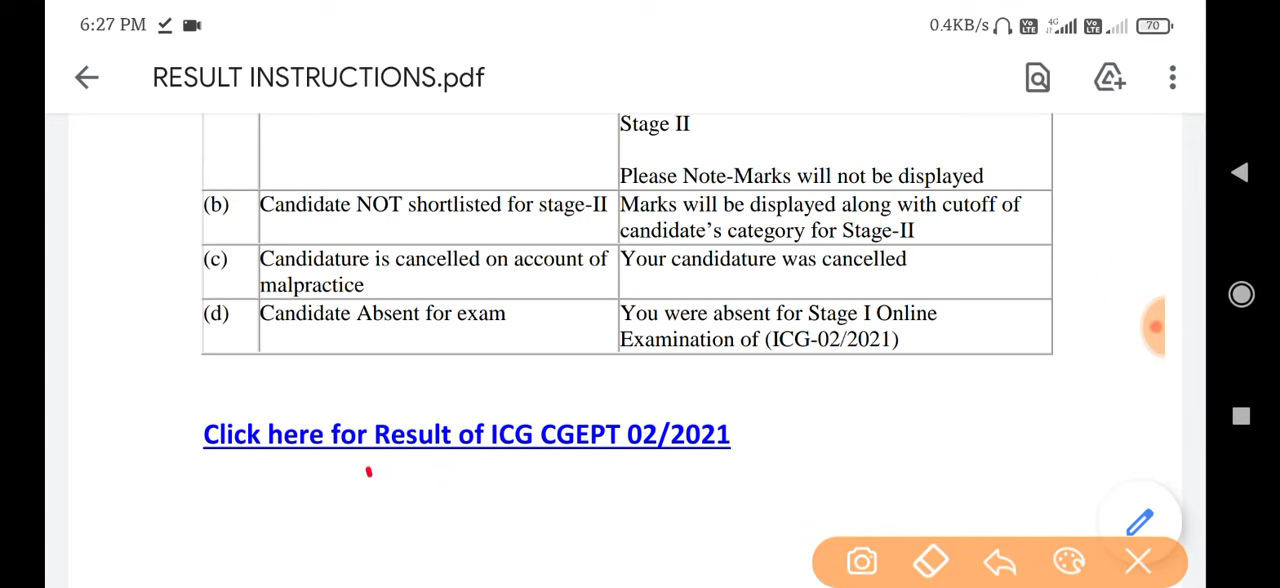 6:27 PM
0.4KB/s 4G 70
RESULT INSTRUCTIONS.pdf
Stage II
Please Note-Marks will not be displayed
(b) Candidate NOT shortlisted for stage-II Marks will be displayed along with cutoff of
candidate’s category for Stage-II
(c) Candidature is cancelled on account of Your candidature was cancelled
malpractice
(d) Candidate Absent for exam You were absent for Stage I Online
Examination of (ICG-02/2021)
Click here for Result of ICG CGEPT 02/2021